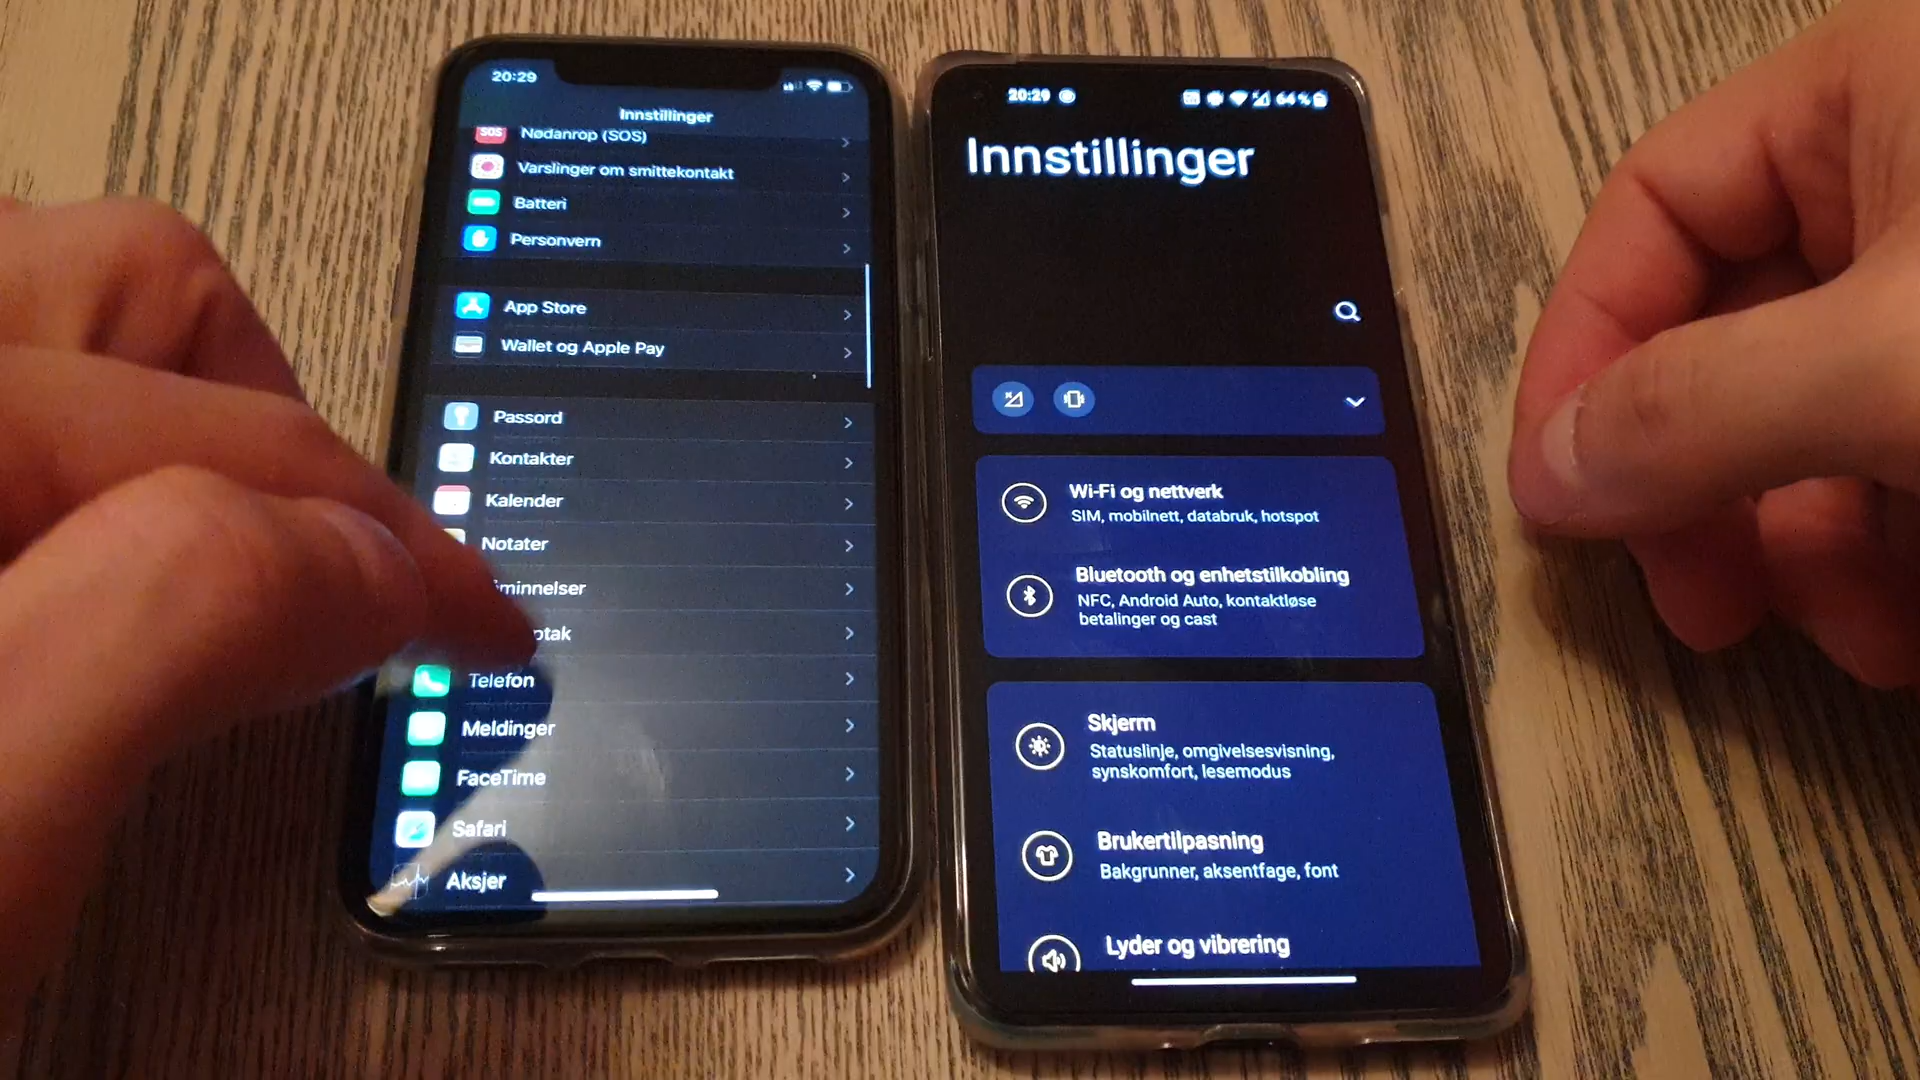 20:29
Innstillinger
SOS
Nødanrop (SOS)
Varslinger om smittekontakt
Batteri
Personvern
App Store
Wallet og Apple Pay
Passord
Kontakter
Kalender
Notater
minnelser
ptak
Telefon
Meldinger
FaceTime
Safari
Aksjer
20:29
64 %
Innstillinger
Wi-Fi og nettverk
SIM, mobilnett, databruk, hotspot
Bluetooth og enhetstilkobling
NFC, Android Auto, kontaktløse
betalinger og cast
Skjerm
Statuslinje, omgivelsesvisning,
synskomfort, lesemodus
Brukertilpasning
Bakgrunner, aksentfage, font
Lyder og vibrering